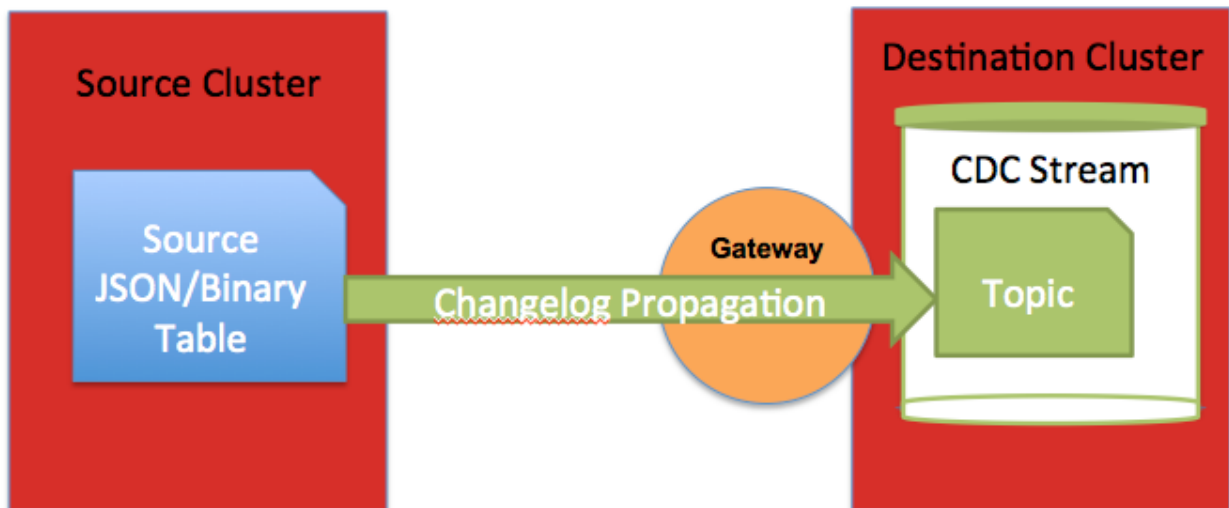 Source Cluster
Source
JSON/Binary
Table
Gateway
Changelog Propagation
Destination Cluster
CDC Stream
Topic